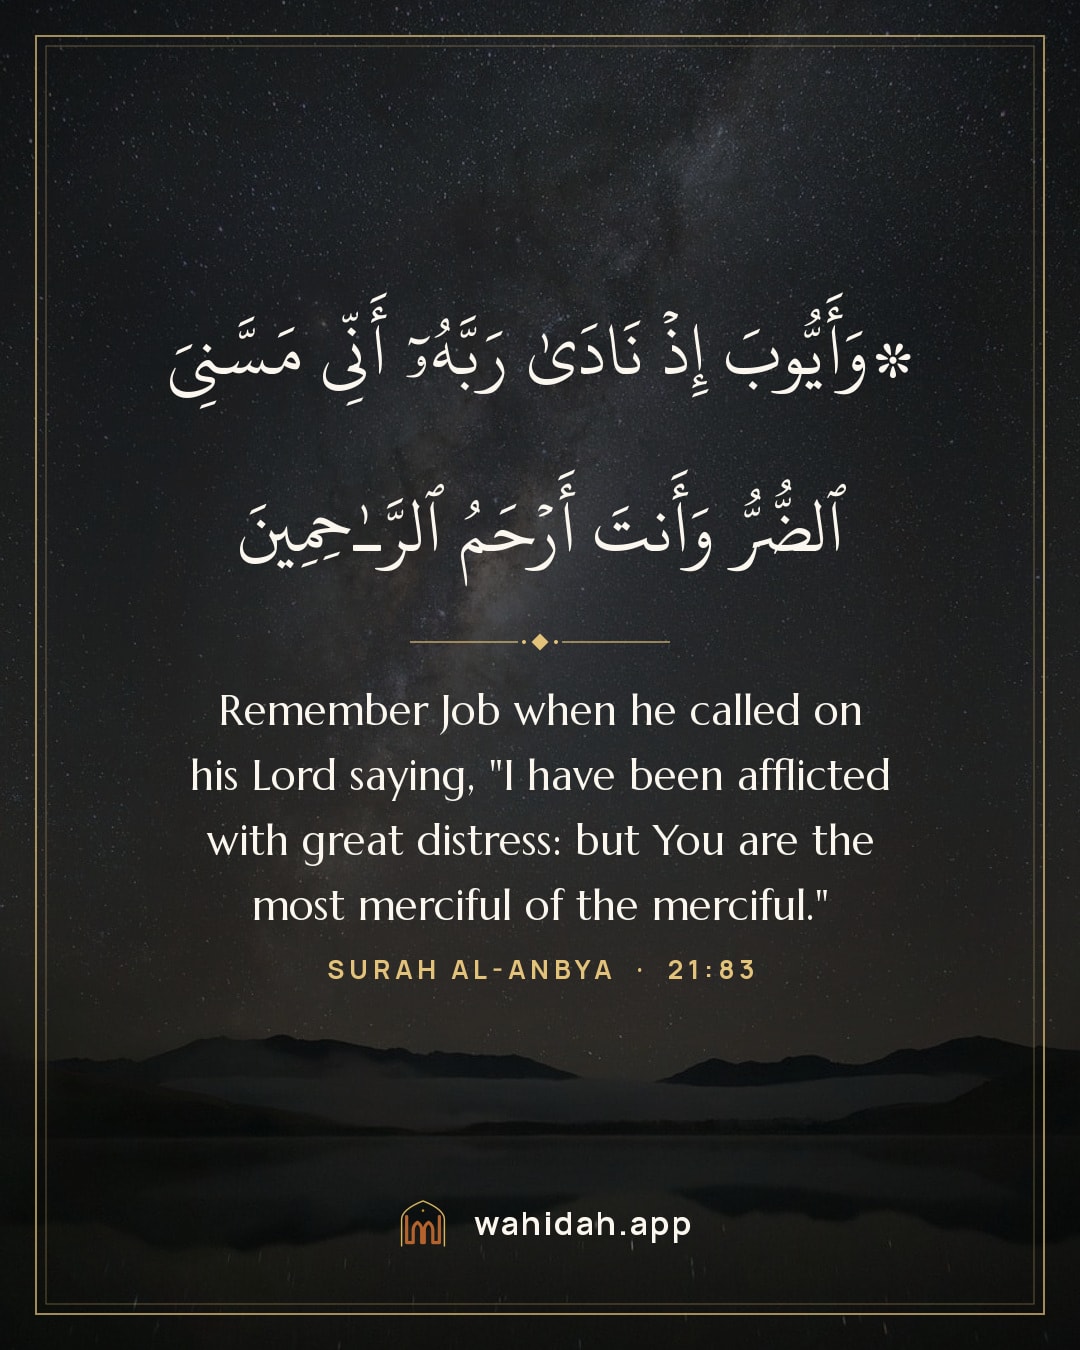 *وَأَيُّوبَ إِذۡ نَادَىٰ رَبَّهُۥٓ أَنِّى مَسَّنِىَ
ٱلضُّرُّ وَأَنتَ أَرۡحَمُ ٱلرَّـٰحِمِينَ
Remember Job when he called on
his Lord saying, "I have been afflicted
with great distress: but You are the
most merciful of the merciful."
SURAH AL-ANBYA · 21:83
wahidah.app